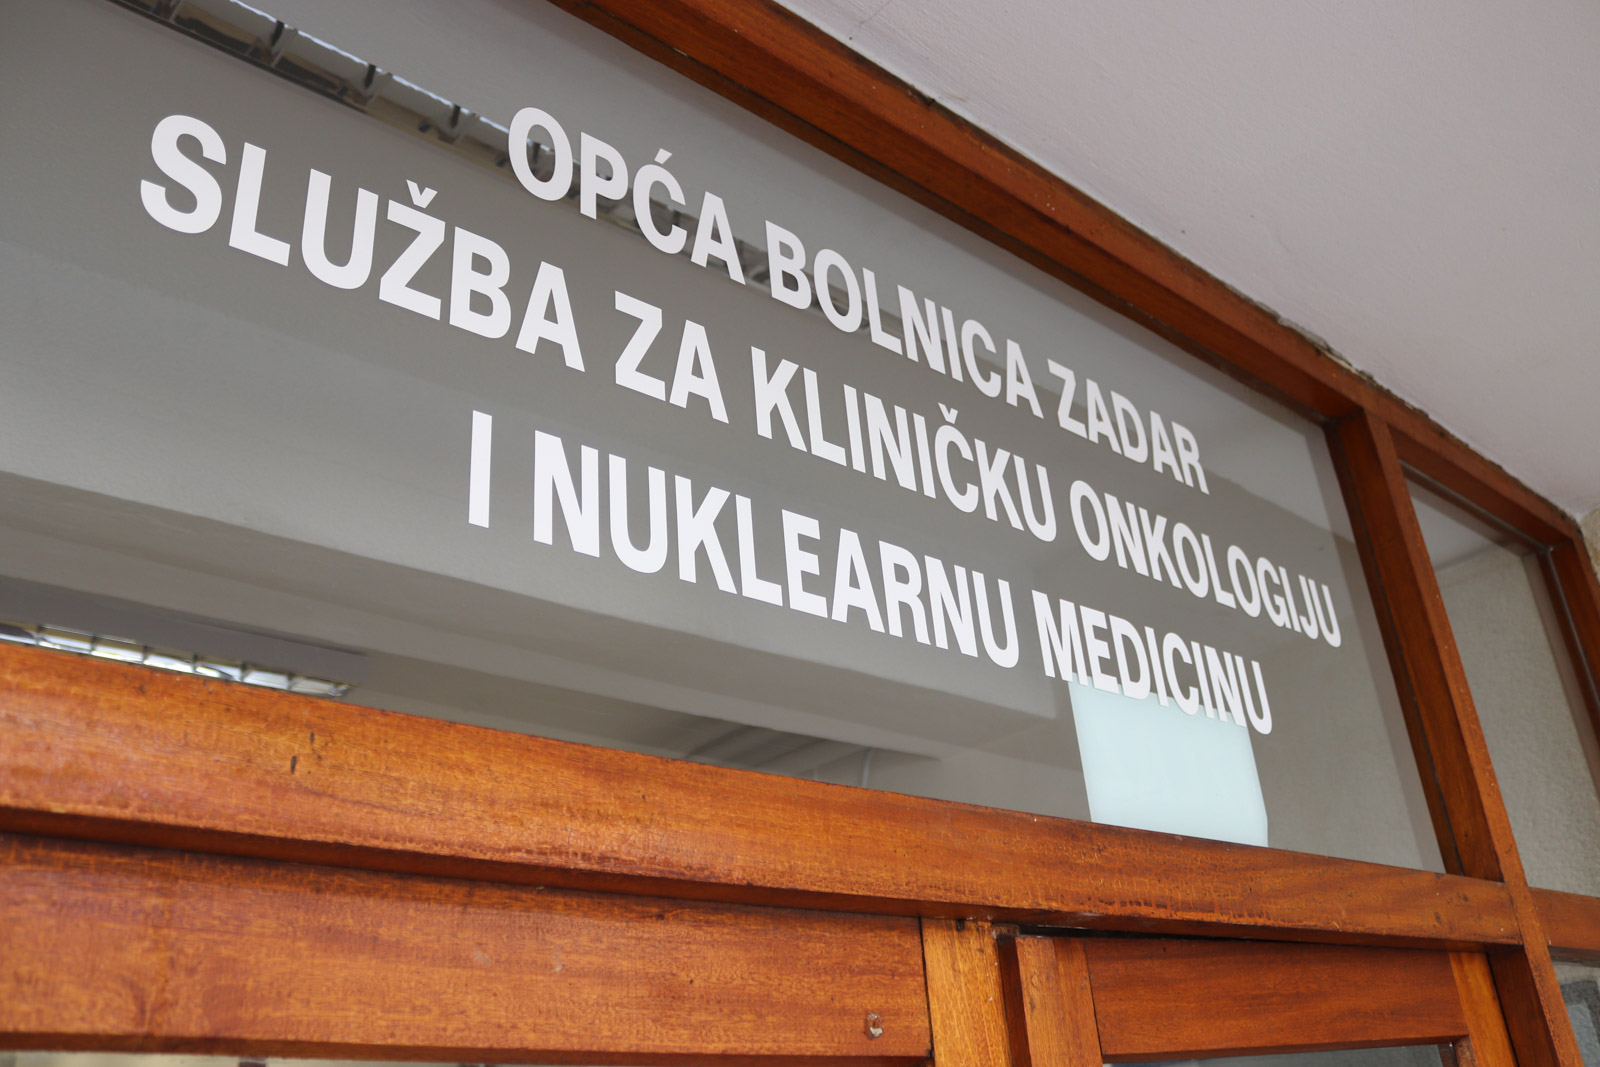 OPĆA BOLNICA ZADAR
SLUŽBA ZA KLINIČKU ONKOLOGIJU
I NUKLEARNU MEDICINU